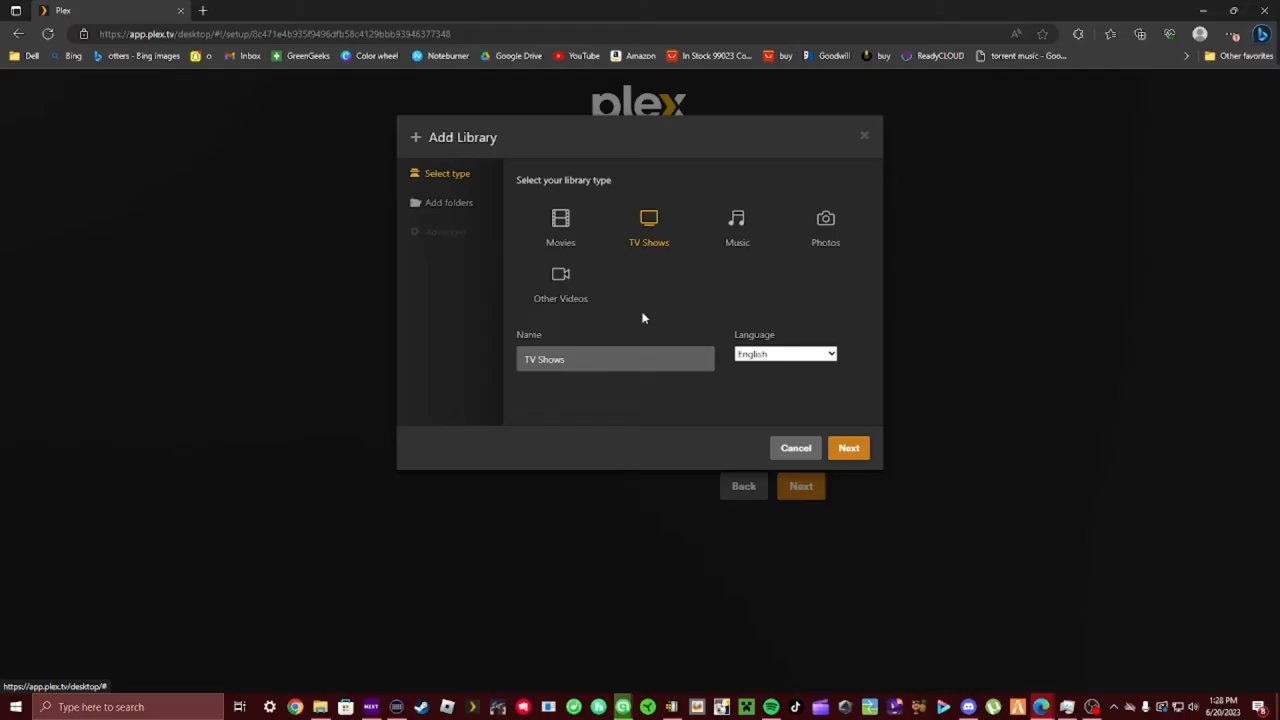 Plex
https://app.plex.tv/desktop/#!/setup/8c471e4b935f9496dfb58c4129bbb93946377348
Dell
Bing
otters - Bing images
o
Inbox
GreenGeeks
Color wheel
Noteburner
Google Drive
YouTube
Amazon
In Stock 99023 Co...
buy
Goodwill
buy
ReadyCLOUD
torrent music - Goo...
Other favorites
plex
Add Library
Select type
Add folders
Advanced
Select your library type
Movies
TV Shows
Music
Photos
Other Videos
Name
Language
TV Shows
English
Cancel
Next
Back
Next
https://app.plex.tv/desktop/#
Type here to search
NEXT
1:28 PM
6/20/2023